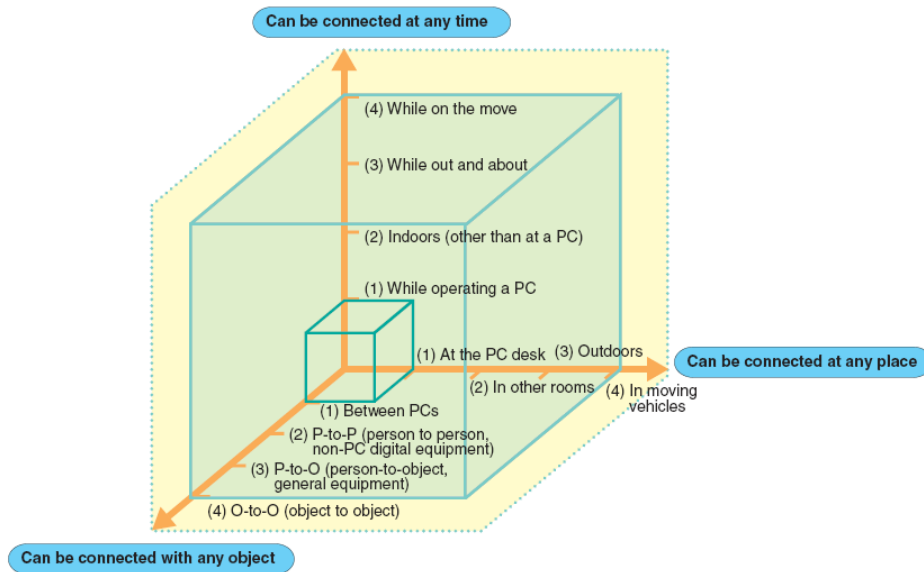 Can be connected at any time
(4) While on the move
(3) While out and about
(2) Indoors (other than at a PC)
(1) While operating a PC
(1) At the PC desk
(3) Outdoors
Can be connected at any place
(2) In other rooms
(4) In moving
vehicles
(1) Between PCs
(2) P-to-P (person to person,
non-PC digital equipment)
(3) P-to-O (person-to-object,
general equipment)
(4) O-to-O (object to object)
Can be connected with any object